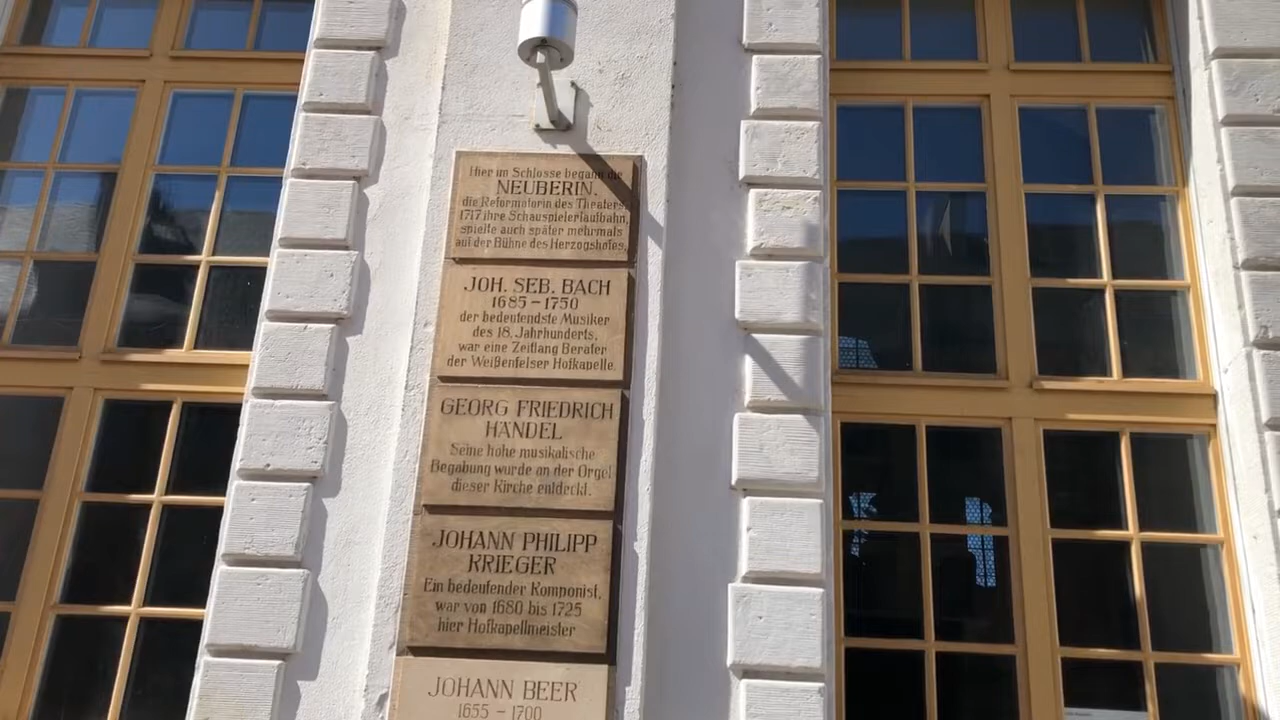 Hier im Schlosse begann die
NEUBERIN,
die Reformatorin des Theaters,
1717 ihre Schauspielerlaufbahn,
spielte auch später mehrmals
auf der Bühne des Herzogshofes.
JOH. SEB. BACH
1685 – 1750
der bedeutendste Musiker
des 18. Jahrhunderts,
war eine Zeitlang Berater
der Weißenfelser Hofkapelle.
GEORG FRIEDRICH
HÄNDEL
Seine hohe musikalische
Begabung wurde an der Orgel
dieser Kirche entdeckt.
JOHANN PHILIPP
KRIEGER
Ein bedeutender Komponist,
war von 1680 bis 1725
hier Hofkapellmeister
JOHANN BEER
1655 – 1700